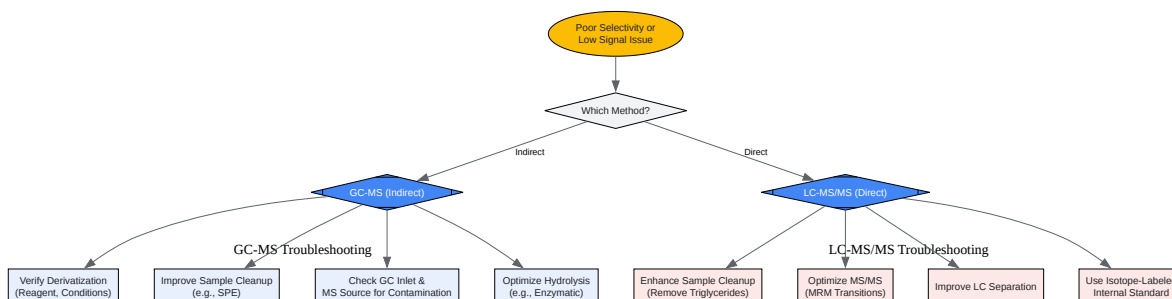 Poor Selectivity or
Low Signal Issue
Which Method?
Indirect
Direct
GC-MS (Indirect)
LC-MS/MS (Direct)
GC-MS Troubleshooting
LC-MS/MS Troubleshooting
Verify Derivatization
(Reagent, Conditions)
Improve Sample Cleanup
(e.g., SPE)
Check GC Inlet &
MS Source for Contamination
Optimize Hydrolysis
(e.g., Enzymatic)
Enhance Sample Cleanup
(Remove Triglycerides)
Optimize MS/MS
(MRM Transitions)
Improve LC Separation
Use Isotope-Labele
Internal Standard